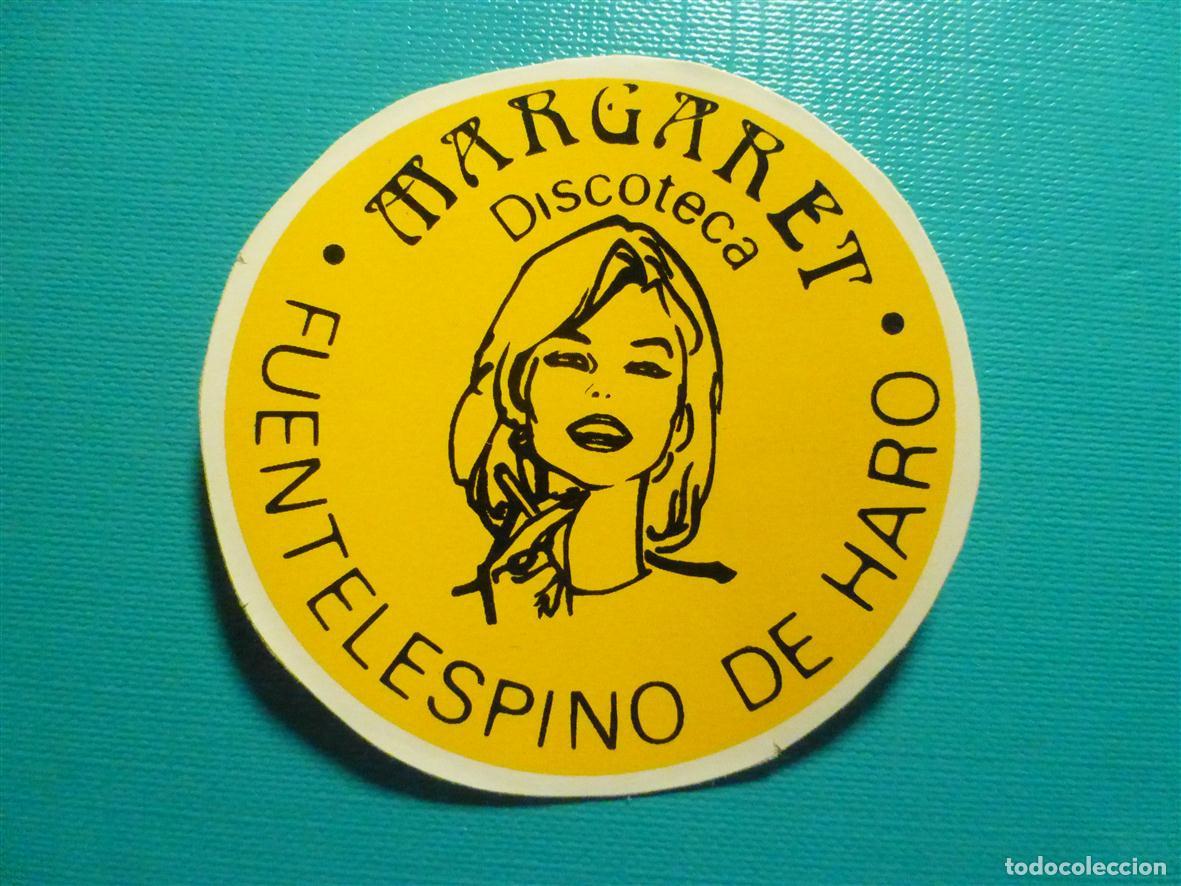 MARGARET
Discoteca
FUENTELESPINO DE HARO
todocoleccion